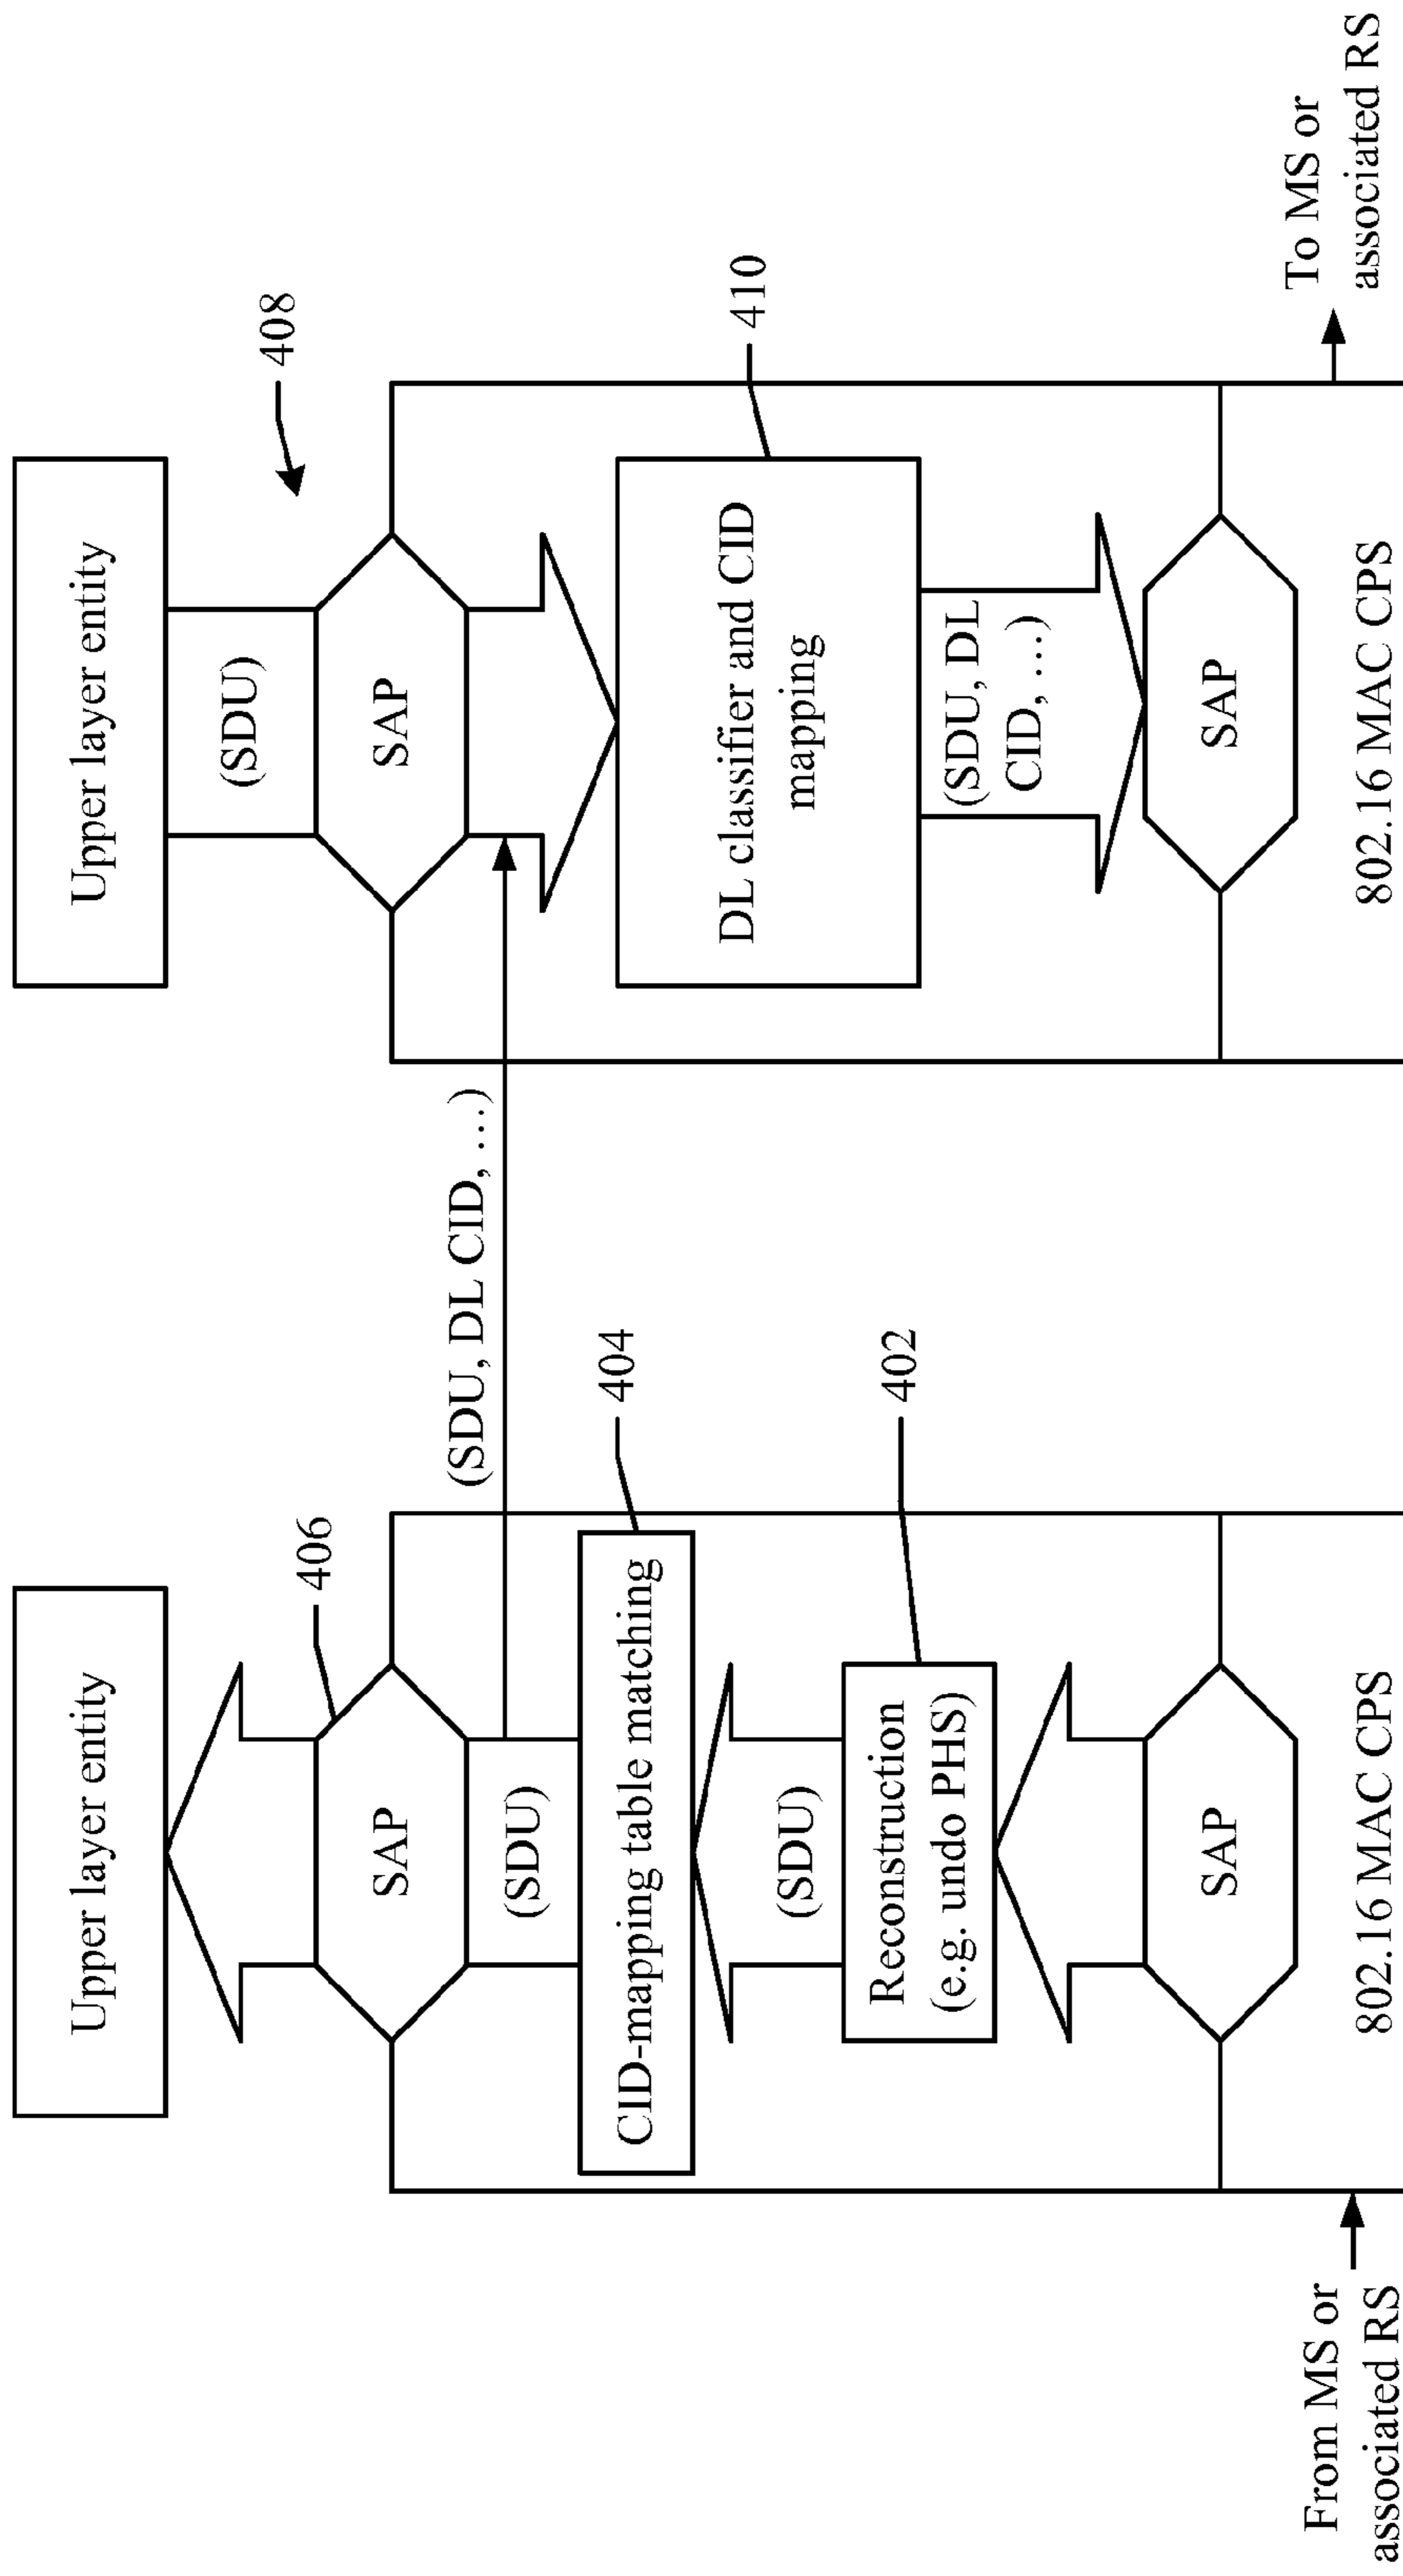 Upper layer entity
406
SAP
(SDU)
CID-mapping table matching
404
(SDU)
Reconstruction
(e.g. undo PHS)
402
SAP
802.16 MAC CPS
From MS or
associated RS
(SDU, DL CID, …)
Upper layer entity
408
(SDU)
SAP
DL classifier and CID
mapping
410
(SDU, DL
CID, …)
SAP
802.16 MAC CPS
To MS or
associated RS